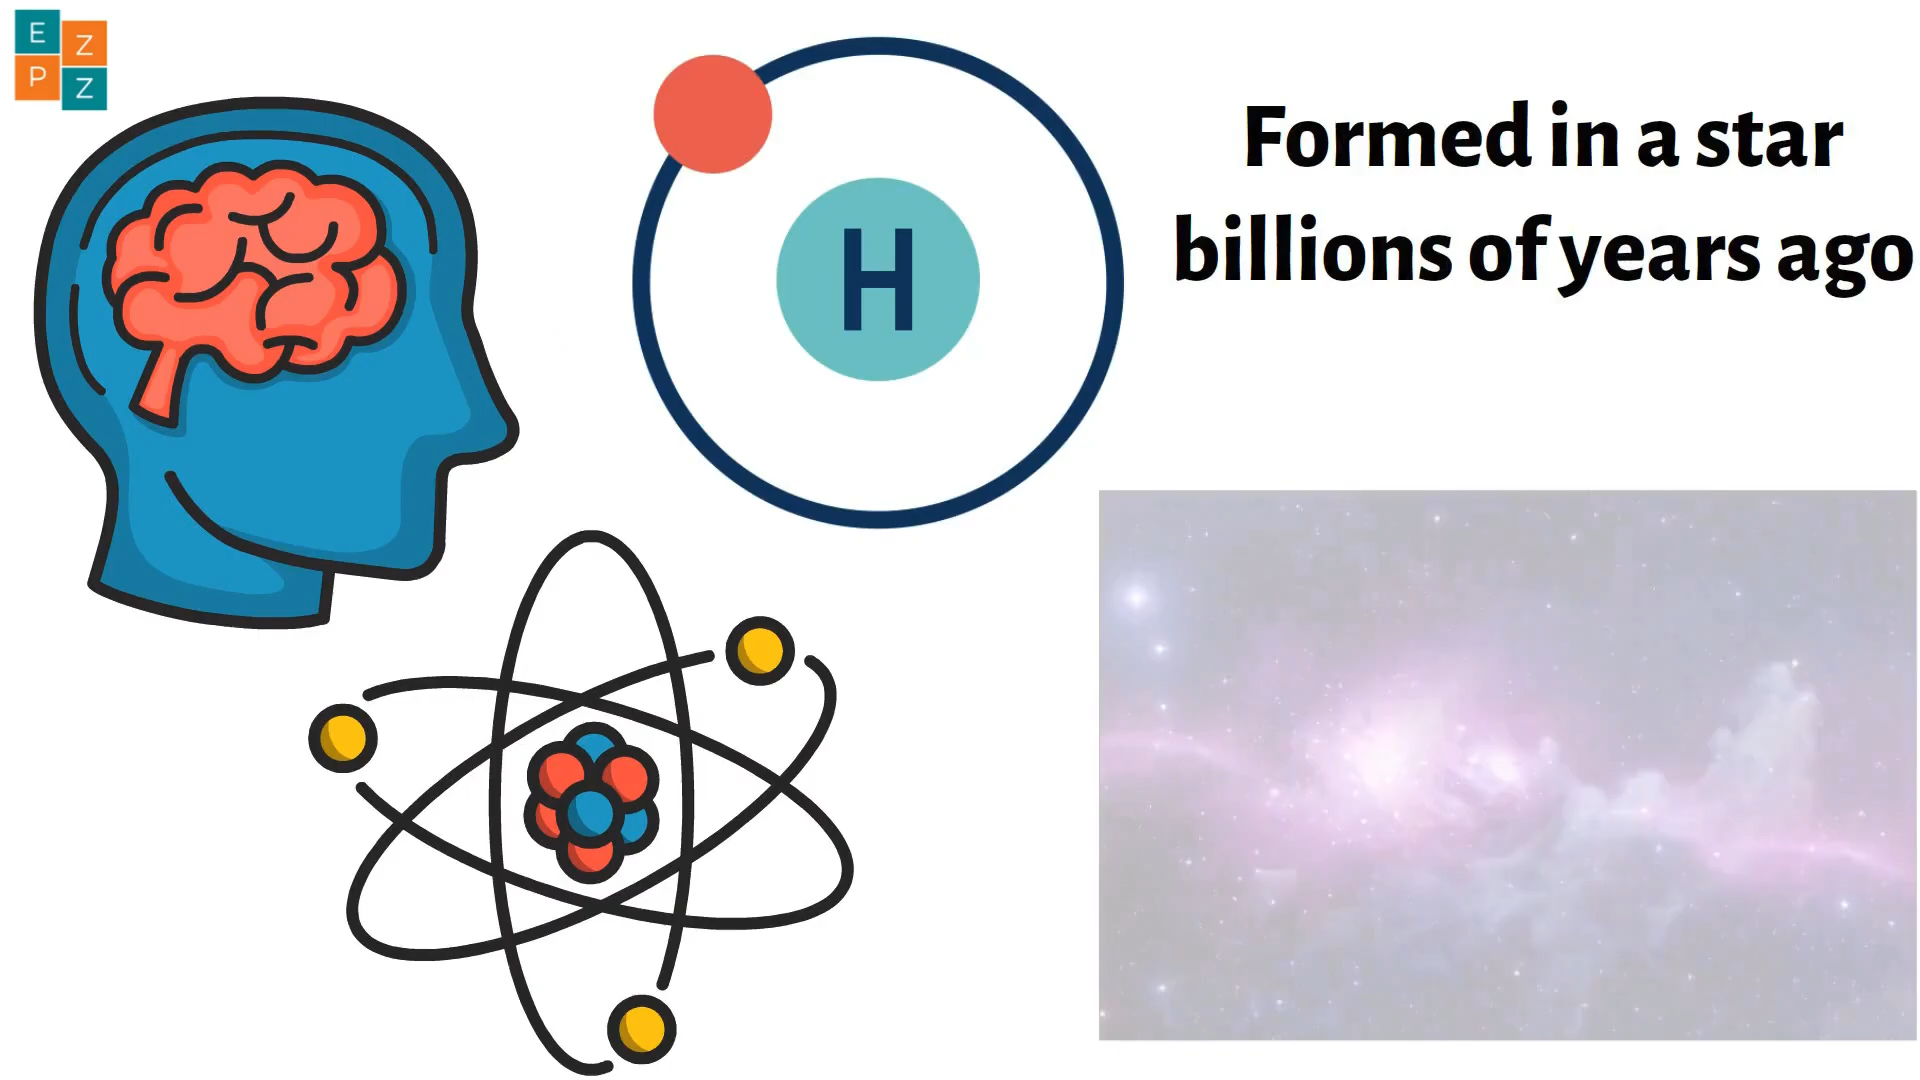 E Z
P Z
H
Formed in a star
billions of years ago